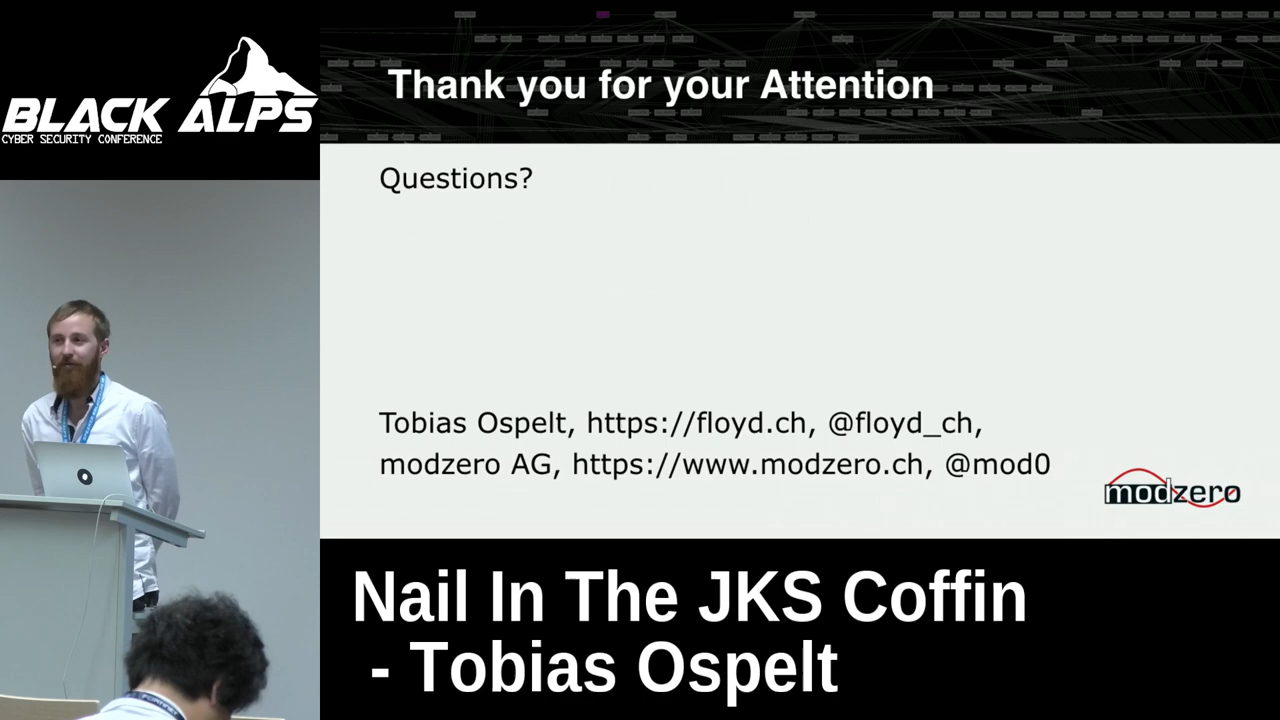 BLACK ALPS
CYBER SECURITY CONFERENCE
Thank you for your Attention
Questions?
Tobias Ospelt, https://floyd.ch, @floyd_ch,
modzero AG, https://www.modzero.ch, @mod0
modzero
Nail In The JKS Coffin
- Tobias Ospelt
FORTINET